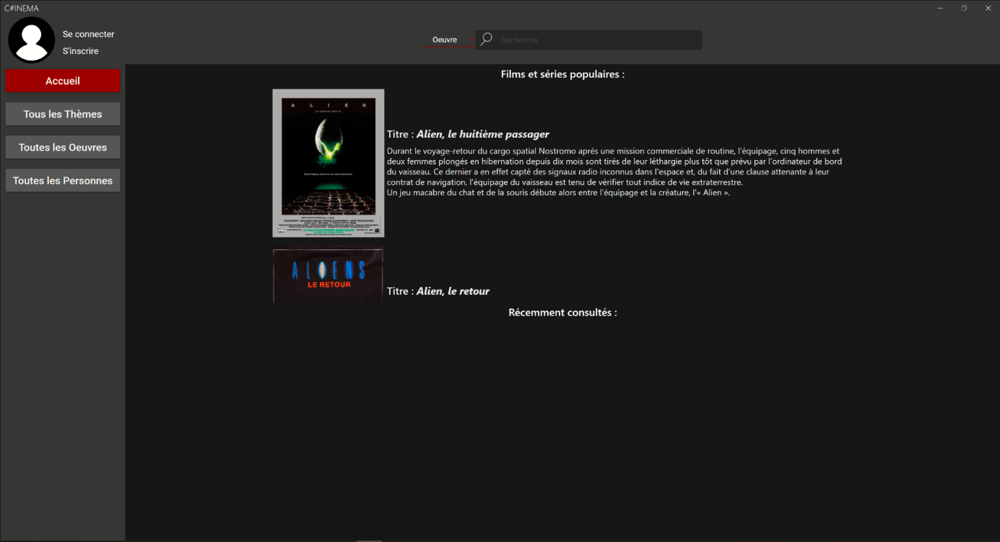 C#INEMA
Se connecter
S'inscrire
Oeuvre
Recherche
Accueil
Tous les Thèmes
Toutes les Oeuvres
Toutes les Personnes
Films et séries populaires :
A L I E N
Titre : Alien, le huitième passager
Durant le voyage-retour du cargo spatial Nostromo après une mission commerciale de routine, l'équipage, cinq hommes et
deux femmes plongés en hibernation depuis dix mois sont tirés de leur léthargie plus tôt que prévu par l'ordinateur de bord
du vaisseau. Ce dernier a en effet capté des signaux radio inconnus dans l'espace et, du fait d'une clause attenante à leur
contrat de navigation, l'équipage du vaisseau est tenu de vérifier tout indice de vie extraterrestre.
Un jeu macabre du chat et de la souris débute alors entre l'équipage et la créature, l'« Alien ».
ALIENS
LE RETOUR
Titre : Alien, le retour
Récemment consultés :